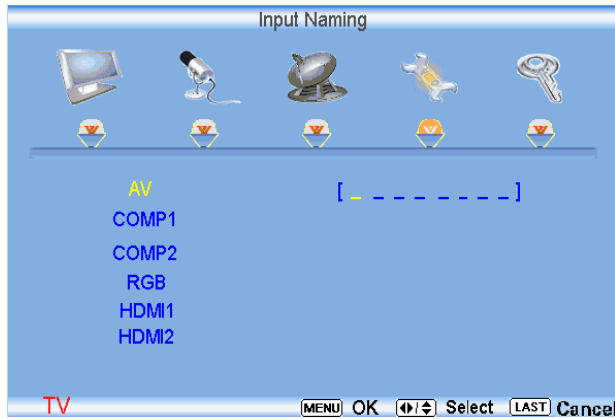 Input Naming
AV [ _ _ _ _ _ _ _ _ ]
COMP1
COMP2
RGB
HDMI1
HDMI2
TV MENU OK Select LAST Cancel